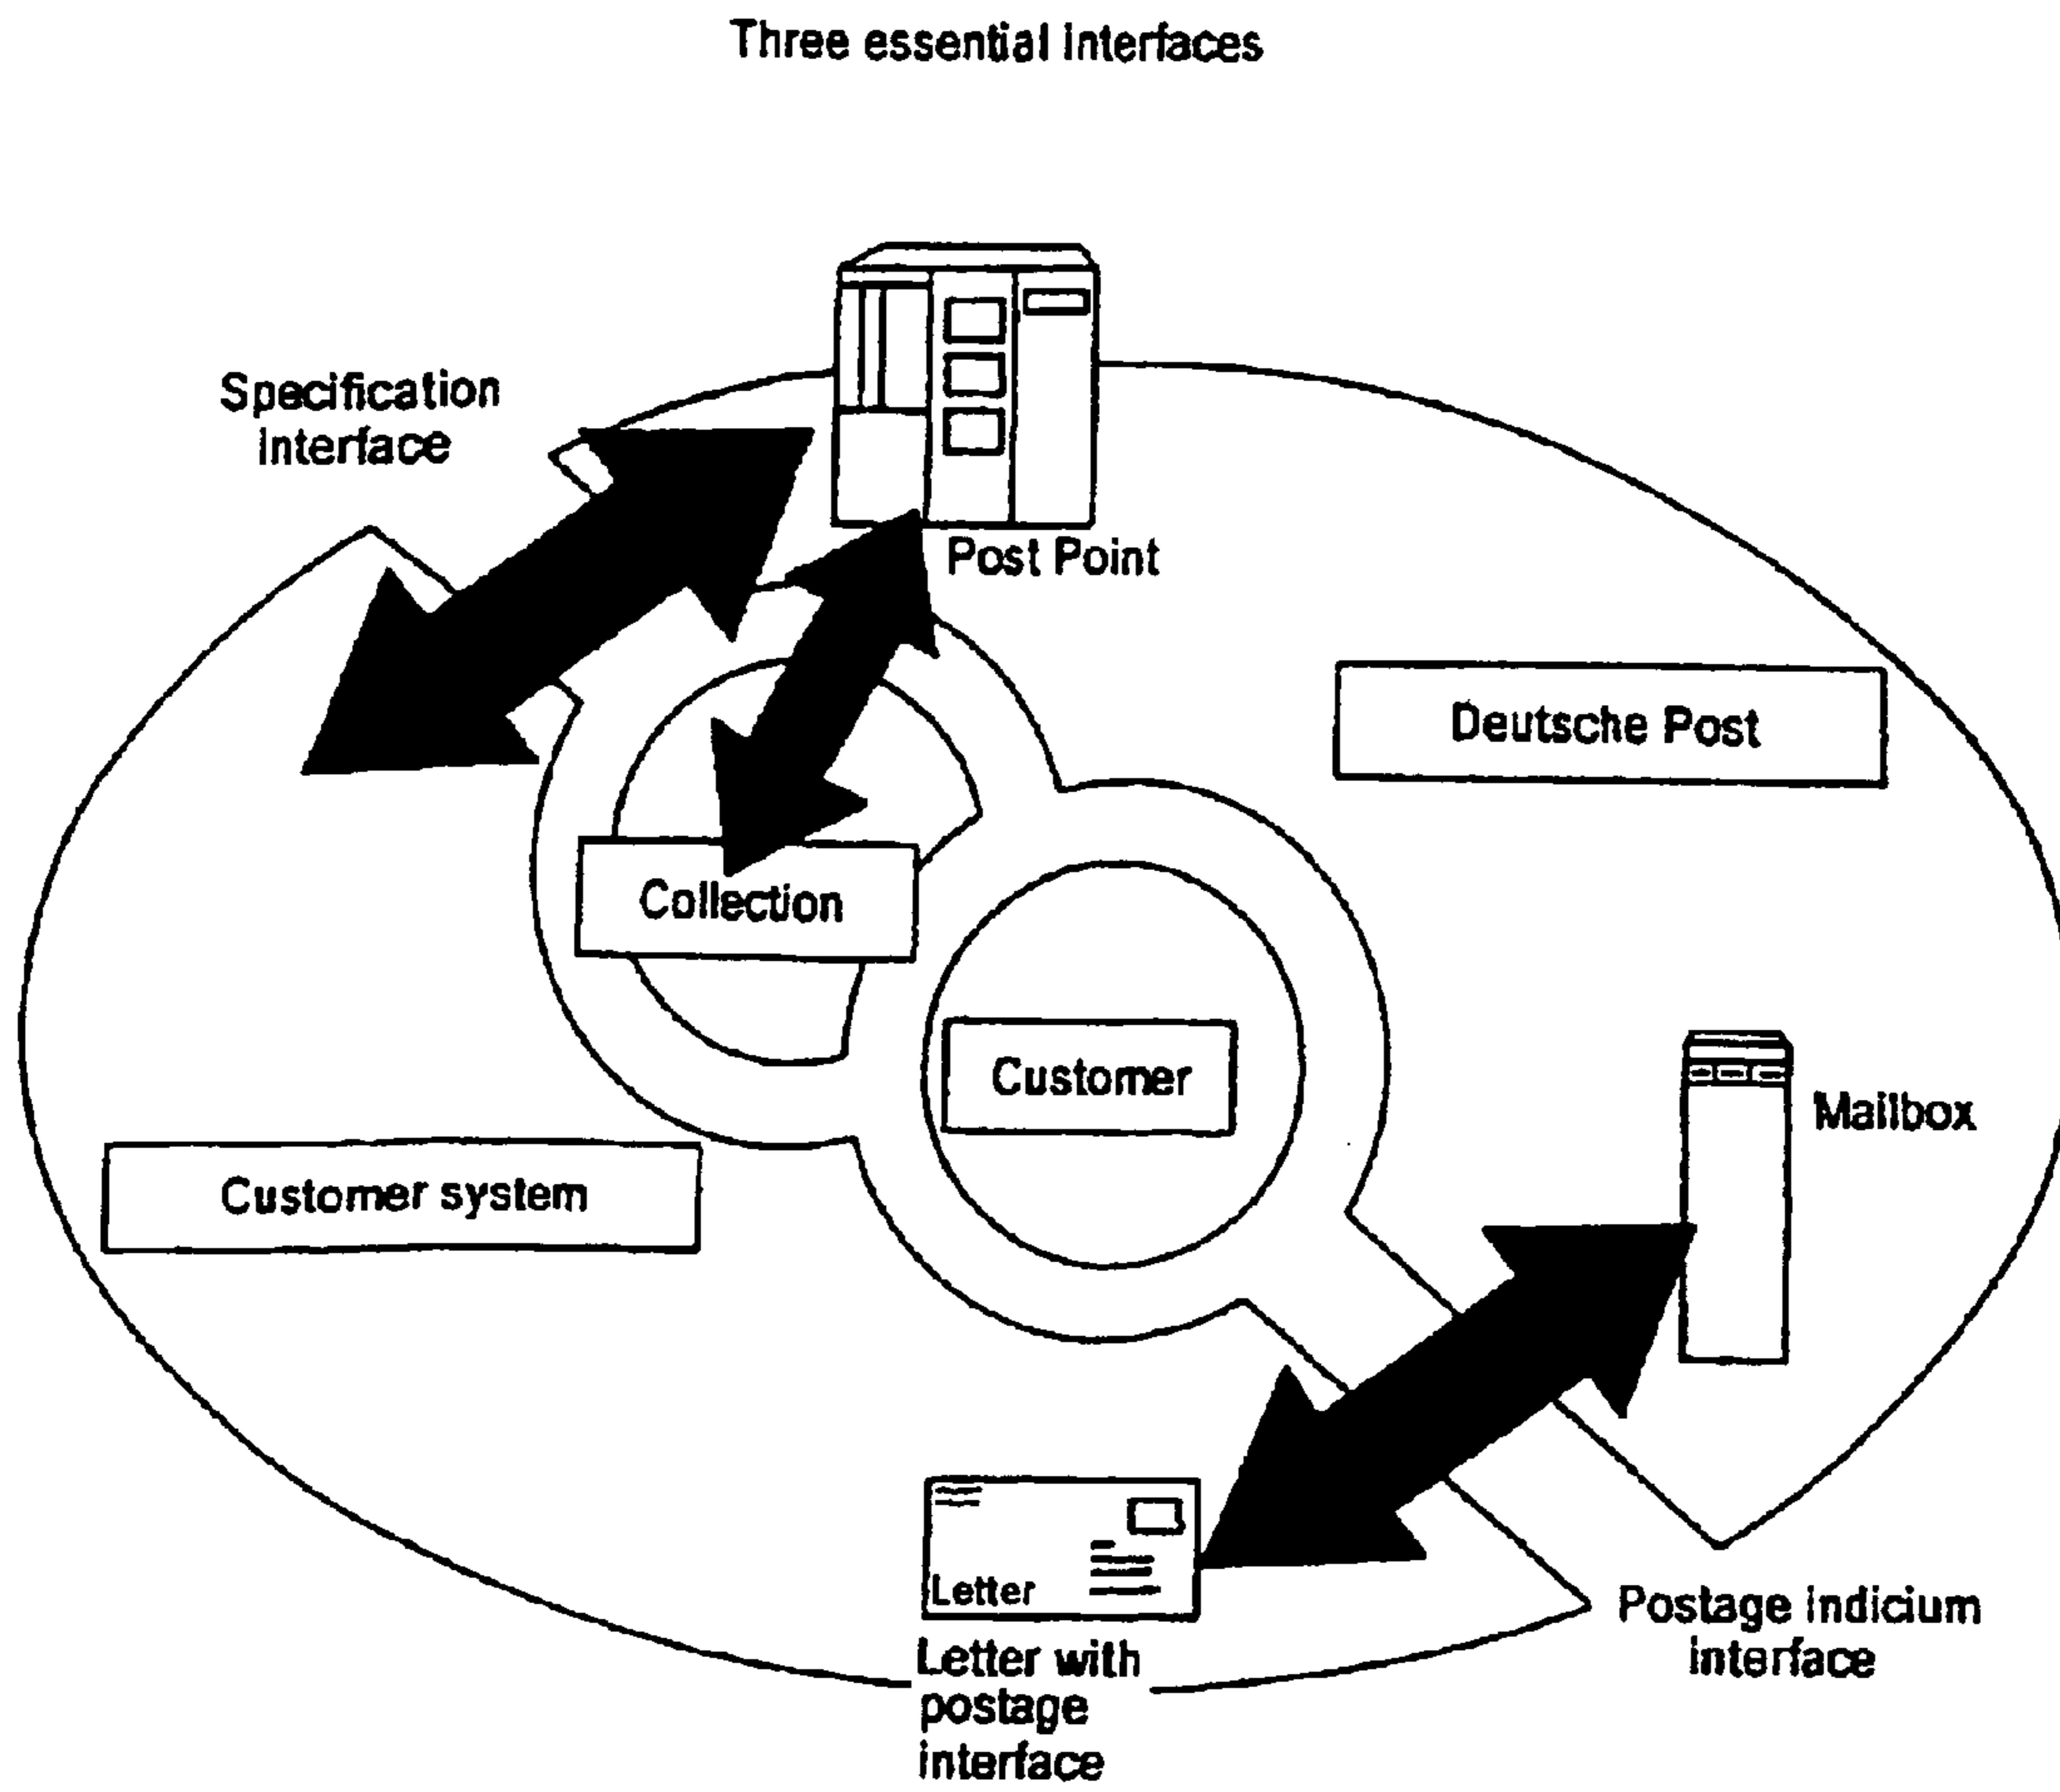 Three essential interfaces
Specification
interface
Post Point
Deutsche Post
Collection
Customer
Mailbox
Customer system
Letter
Postage indicium
interface
Letter with
postage
interface